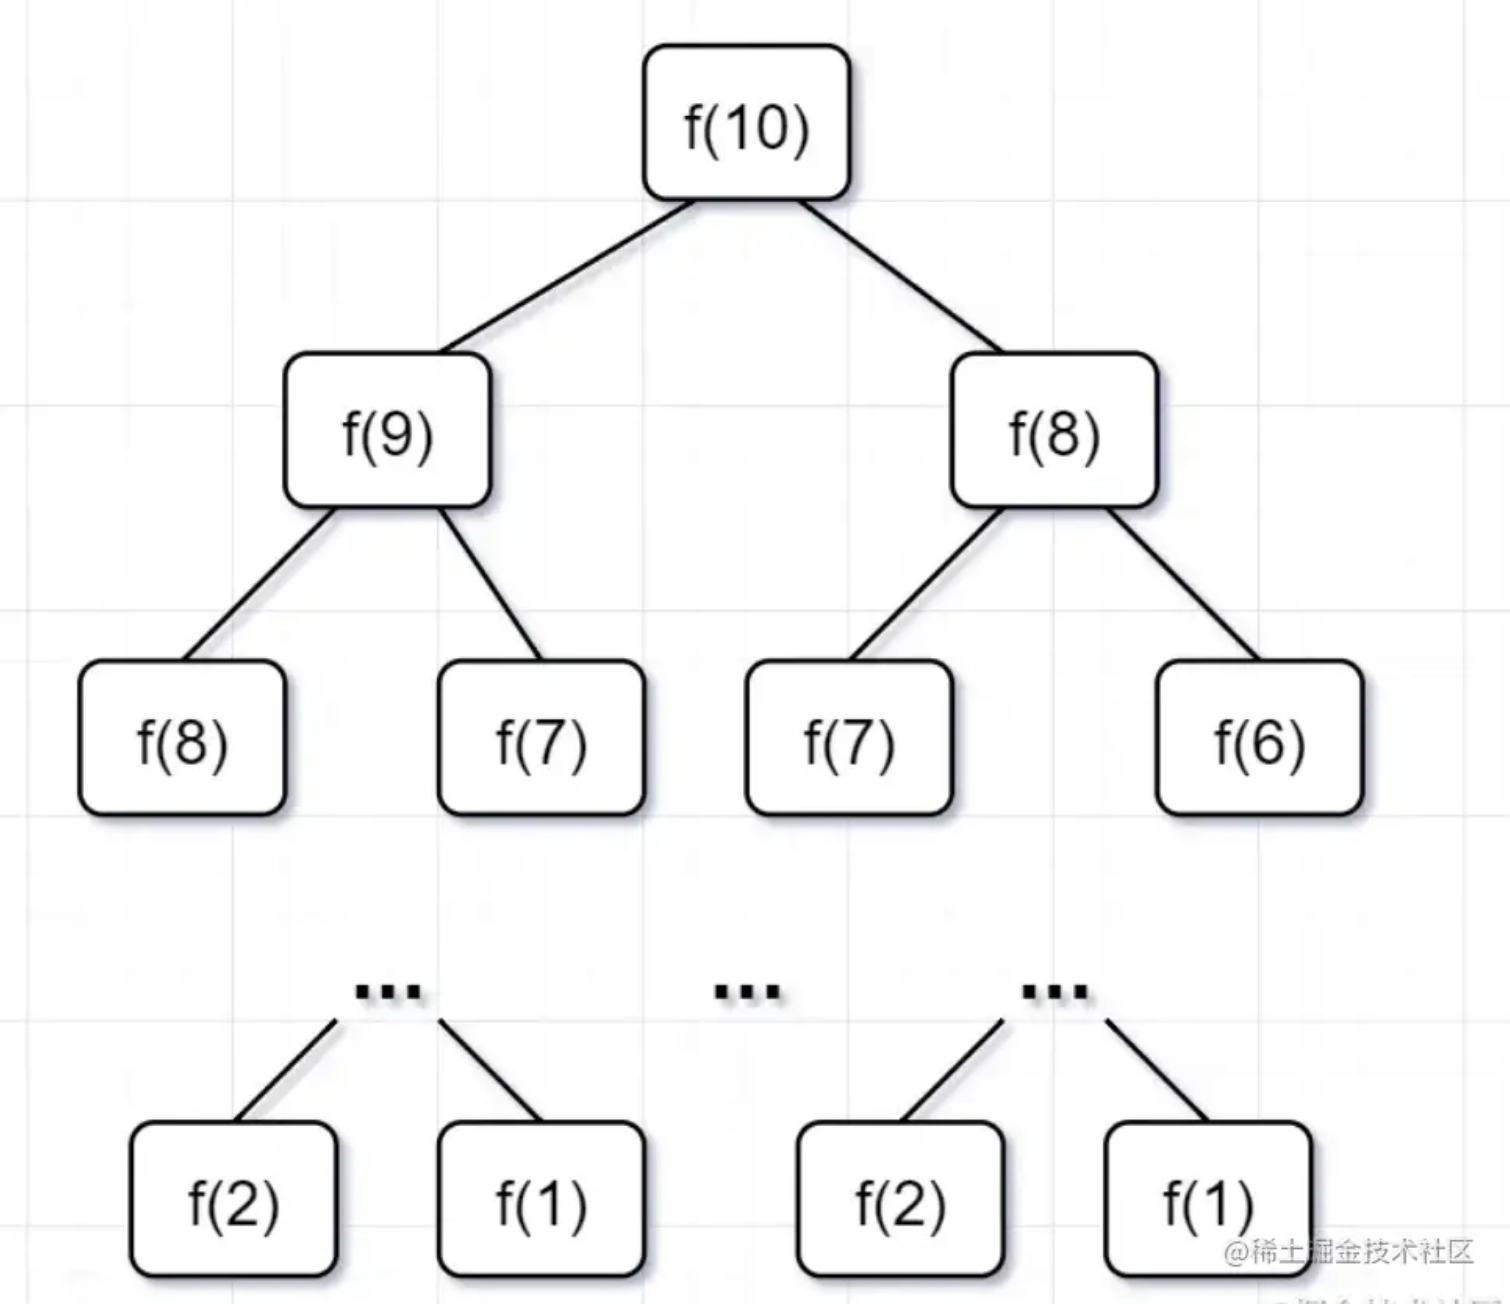 f(10)
f(9) f(8)
f(8) f(7) f(7) f(6)
... ... ...
f(2) f(1) f(2) f(1)
@稀土掘金技术社区